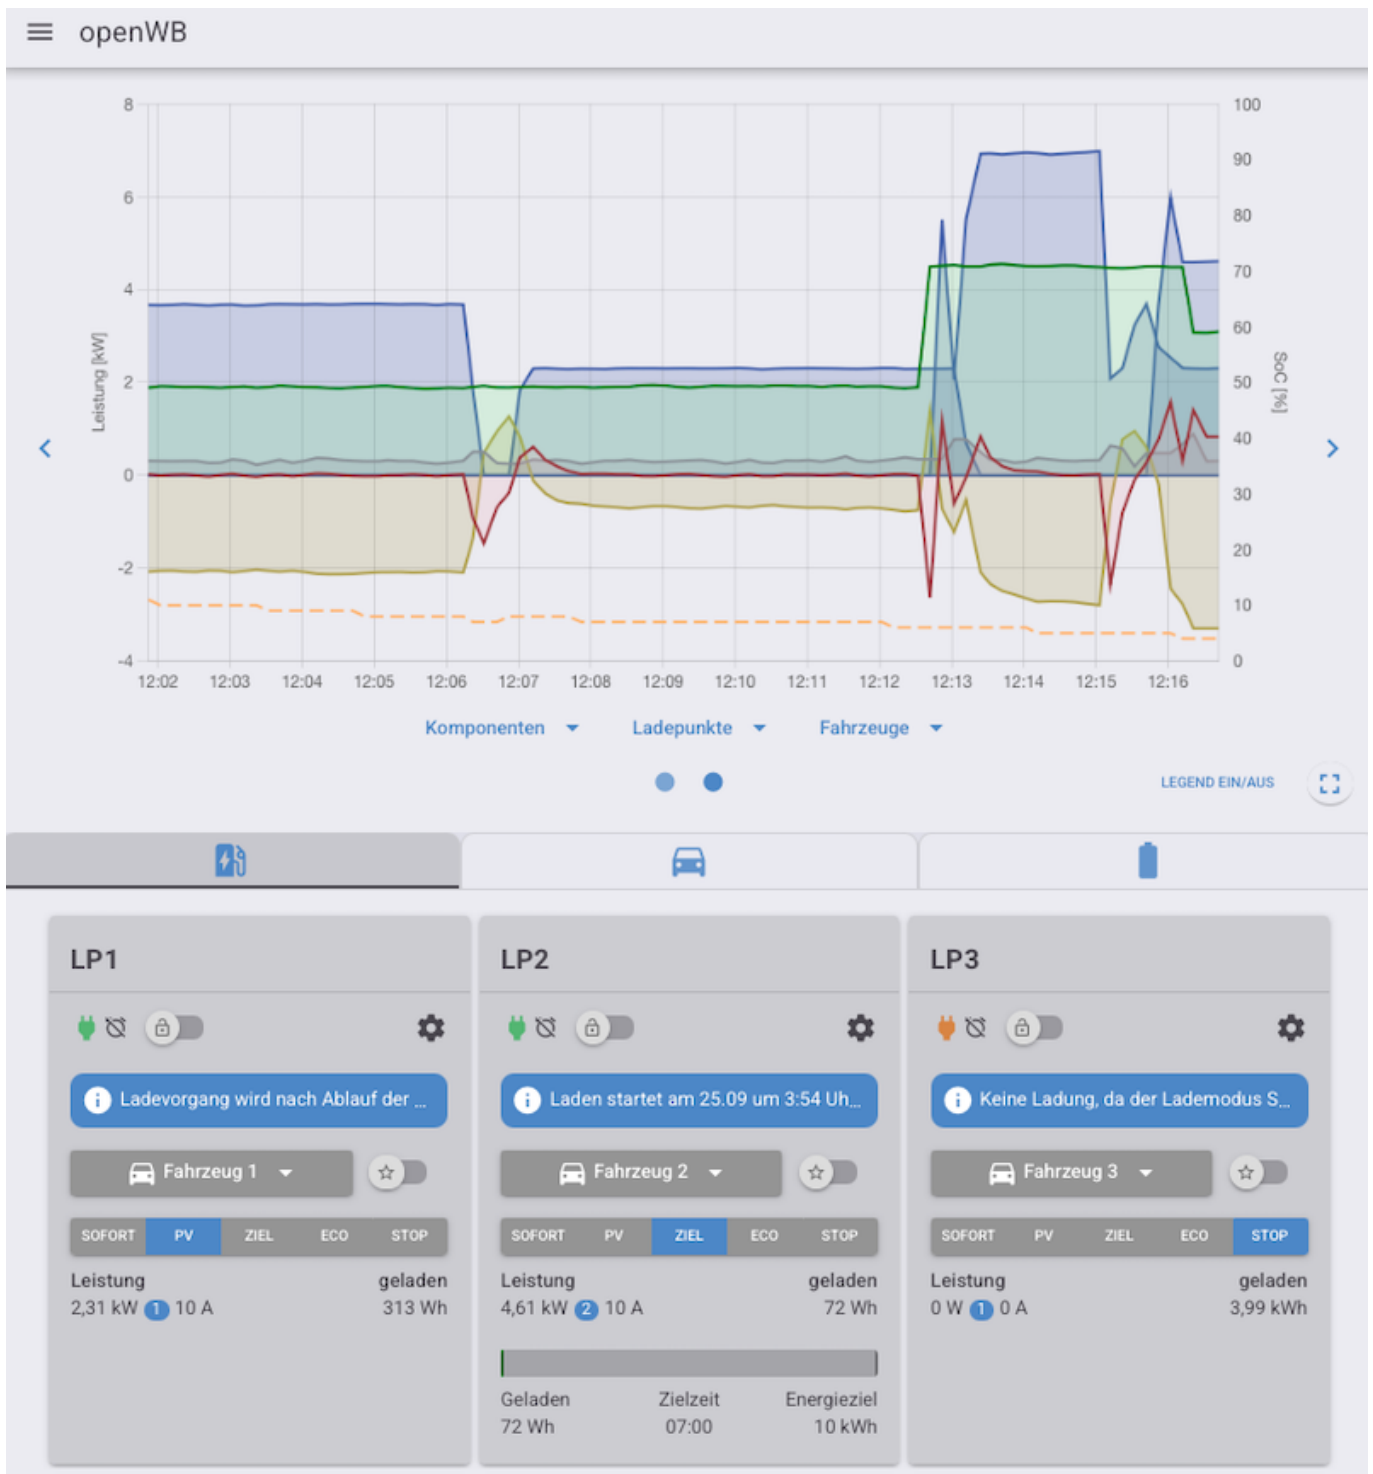 openWB
8
6
4
2
0
-2
-4
Leistung [kW]
100
90
80
70
60
50
40
30
20
10
0
SoC [%]
12:02 12:03 12:04 12:05 12:06 12:07 12:08 12:09 12:10 12:11 12:12 12:13 12:14 12:15 12:16
Komponenten Ladepunkte Fahrzeuge
LEGEND EIN/AUS
LP1
Ladevorgang wird nach Ablauf der ...
Fahrzeug 1
SOFORT PV ZIEL ECO STOP
Leistung geladen
2,31 kW 1 10 A 313 Wh
LP2
Laden startet am 25.09 um 3:54 Uh...
Fahrzeug 2
SOFORT PV ZIEL ECO STOP
Leistung geladen
4,61 kW 2 10 A 72 Wh
Geladen Zielzeit Energieziel
72 Wh 07:00 10 kWh
LP3
Keine Ladung, da der Lademodus S...
Fahrzeug 3
SOFORT PV ZIEL ECO STOP
Leistung geladen
0 W 1 0 A 3,99 kWh